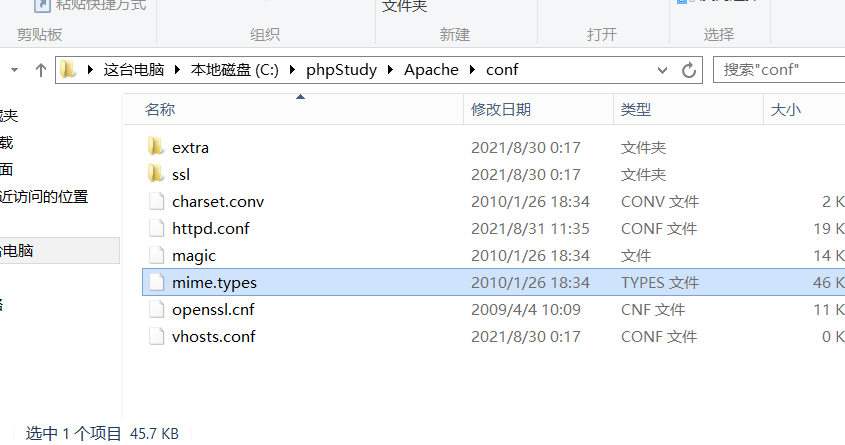 粘贴快捷方式
文件夹
剪贴板 组织 新建 打开 选择
这台电脑 本地磁盘 (C:) phpStudy Apache conf 搜索"conf"
名称 修改日期 类型 大小
extra 2021/8/30 0:17 文件夹
ssl 2021/8/30 0:17 文件夹
charset.conv 2010/1/26 18:34 CONV 文件 2 K
httpd.conf 2021/8/31 11:35 CONF 文件 19 K
magic 2010/1/26 18:34 文件 14 K
mime.types 2010/1/26 18:34 TYPES 文件 46 K
openssl.cnf 2009/4/4 10:09 CNF 文件 11 K
vhosts.conf 2021/8/30 0:17 CONF 文件 0 K
藏夹
载
面
近访问的位置
台电脑
络
选中 1 个项目 45.7 KB